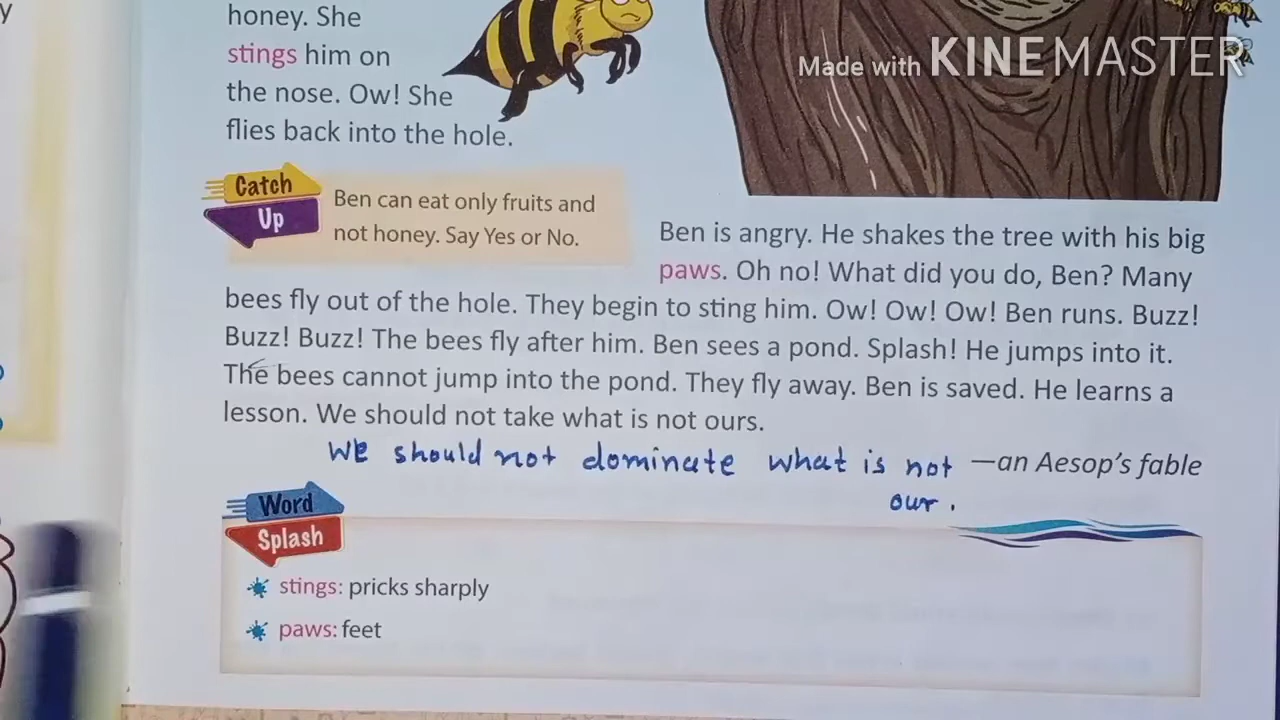 y
honey. She
stings him on
the nose. Ow! She
flies back into the hole.
Made with KINEMASTER
Catch
Up
Ben can eat only fruits and
not honey. Say Yes or No.
Ben is angry. He shakes the tree with his big
paws. Oh no! What did you do, Ben? Many
bees fly out of the hole. They begin to sting him. Ow! Ow! Ow! Ben runs. Buzz!
Buzz! Buzz! The bees fly after him. Ben sees a pond. Splash! He jumps into it.
The bees cannot jump into the pond. They fly away. Ben is saved. He learns a
lesson. We should not take what is not ours.
We should not dominate what is not
our.
—an Aesop's fable
Word
Splash
stings: pricks sharply
paws: feet